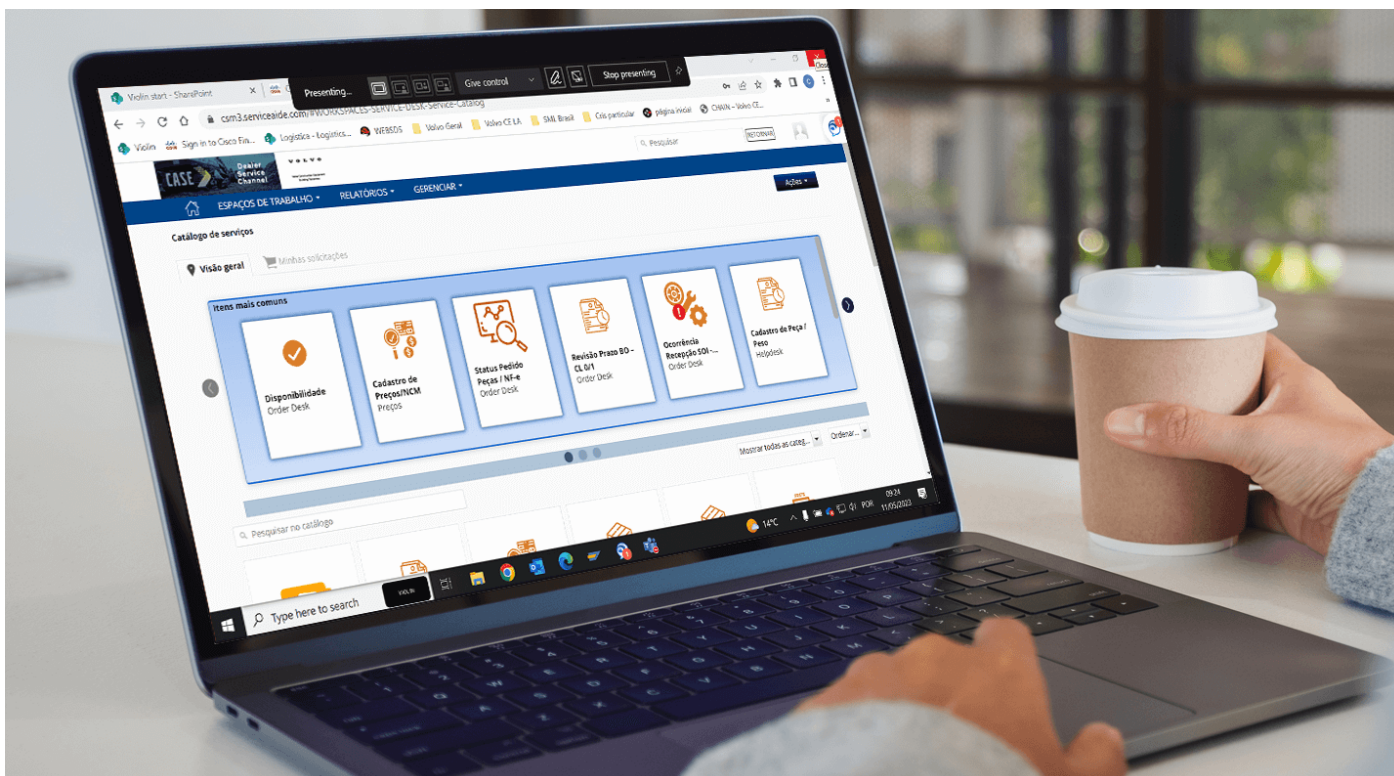 Violin start - SharePoint
Presenting...
Give control
Stop presenting
Close
csm3.serviceaide.com/#WORKSPACES-SERVICE-DESK-Service-Catalog
Violin
Sign in to Cisco Fin...
Logistica - Logistics...
WEBSDS
Volvo Geral
Volvo CE LA
SML Brasil
Cris particular
página inicial
CHAIN – Volvo CE...
CASE
Dealer
Service
Channel
VOLVO
Pesquisar
RETORNAR
ESPAÇOS DE TRABALHO
RELATÓRIOS
GERENCIAR
Ações
Catálogo de serviços
Visão geral
Minhas solicitações
Itens mais comuns
Disponibilidade
Order Desk
Cadastro de
Preços/NCM
Preços
Status Pedido
Peças / NF-e
Order Desk
Revisão Prazo BO –
CL 0/1
Order Desk
Ocorrência
Recepção SDI -...
Order Desk
Cadastro de Peça /
Peso
Helpdesk
Mostrar todas as categ...
Ordenar...
Pesquisar no catálogo
Type here to search
VIOLIN
14°C
POR
09:24
11/05/2023